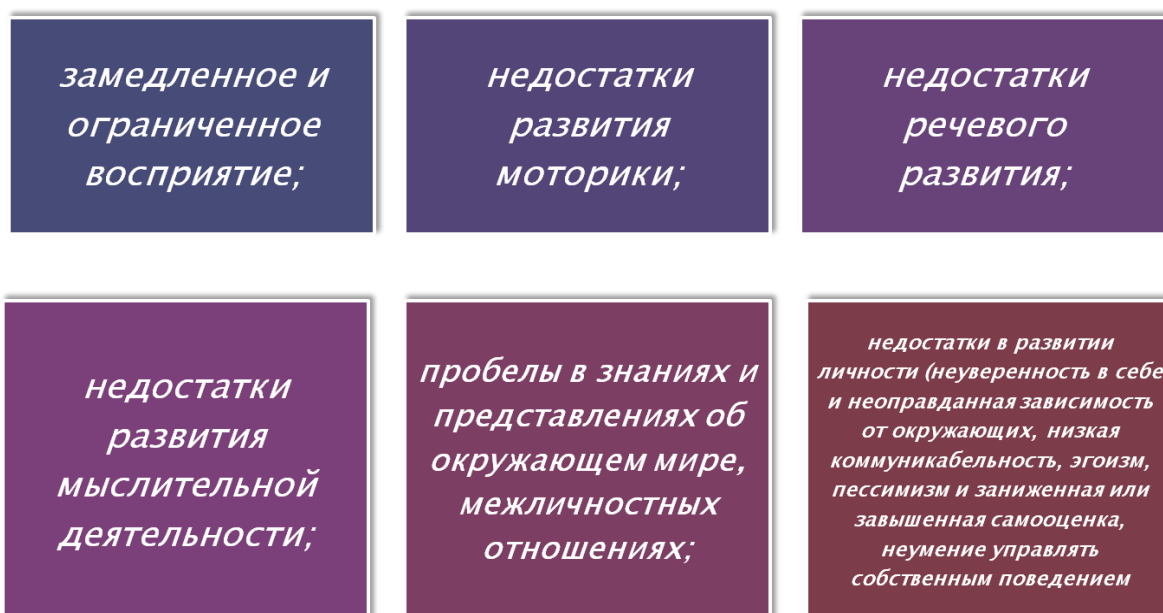 замедленное и
ограниченное
восприятие;
недостатки
развития
моторики;
недостатки
речевого
развития;
недостатки
развития
мыслительной
деятельности;
пробелы в знаниях и
представлениях об
окружающем мире,
межличностных
отношениях;
недостатки в развитии
личности (неуверенность в себе
и неоправданная зависимость
от окружающих, низкая
коммуникабельность, эгоизм,
пессимизм и заниженная или
завышенная самооценка,
неумение управлять
собственным поведением